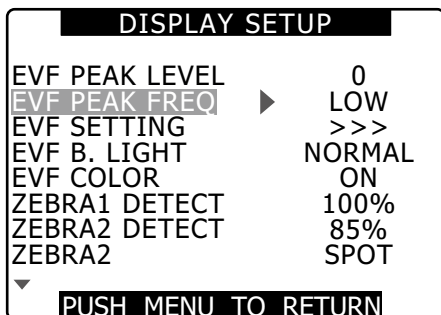 DISPLAY SETUP
EVF PEAK LEVEL 0
EVF PEAK FREQ LOW
EVF SETTING >>>
EVF B. LIGHT NORMAL
EVF COLOR ON
ZEBRA1 DETECT 100%
ZEBRA2 DETECT 85%
ZEBRA2 SPOT
PUSH MENU TO RETURN